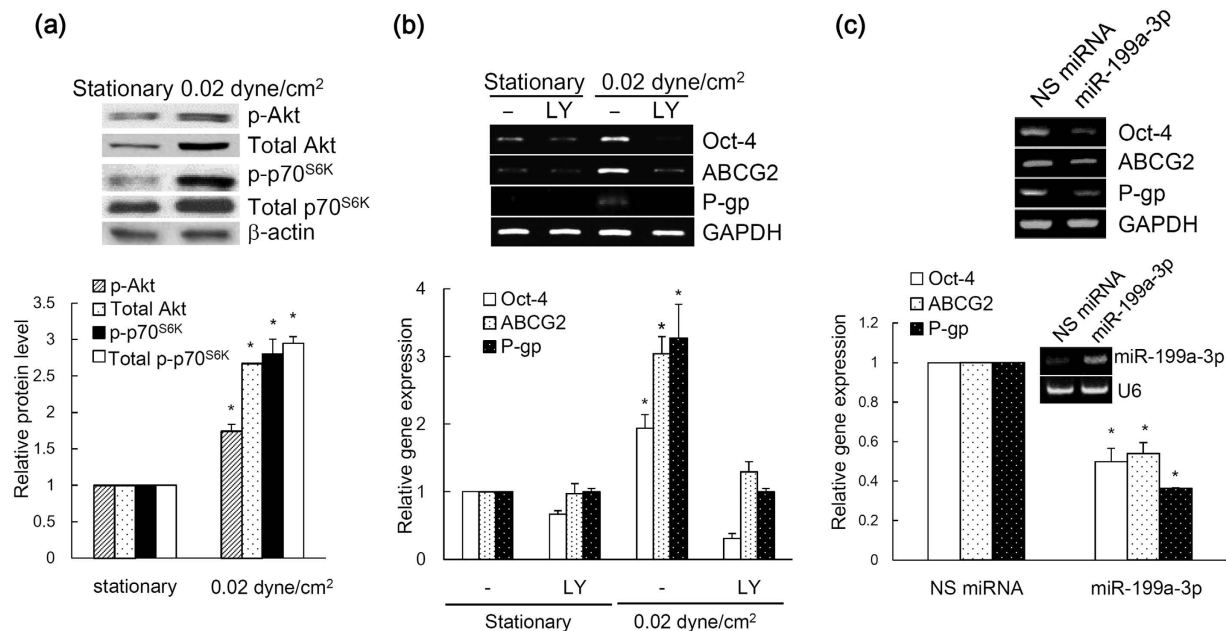 (a)
Stationary 0.02 dyne/cm²
p-Akt
Total Akt
p-p70S6K
Total p70S6K
β-actin
p-Akt
Total Akt
p-p70S6K
Total p-p70S6K
Relative protein level
3.5
3
2.5
2
1.5
1
0.5
0
* * * *
stationary 0.02 dyne/cm²
(b)
Stationary 0.02 dyne/cm²
– LY – LY
Oct-4
ABCG2
P-gp
GAPDH
Oct-4
ABCG2
P-gp
Relative gene expression
4
3
2
1
0
* * *
- LY - LY
Stationary 0.02 dyne/cm²
(c)
NS miRNA
miR-199a-3p
Oct-4
ABCG2
P-gp
GAPDH
Oct-4
ABCG2
P-gp
NS miRNA
miR-199a-3p
miR-199a-3p
U6
Relative gene expression
1.2
1
0.8
0.6
0.4
0.2
0
* * *
NS miRNA miR-199a-3p